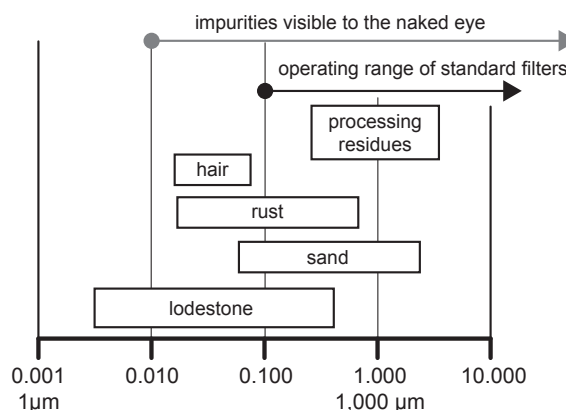 impurities visible to the naked eye
operating range of standard filters
processing
residues
hair
rust
sand
lodestone
0.001 0.010 0.100 1.000 10.000
1µm 1,000 µm